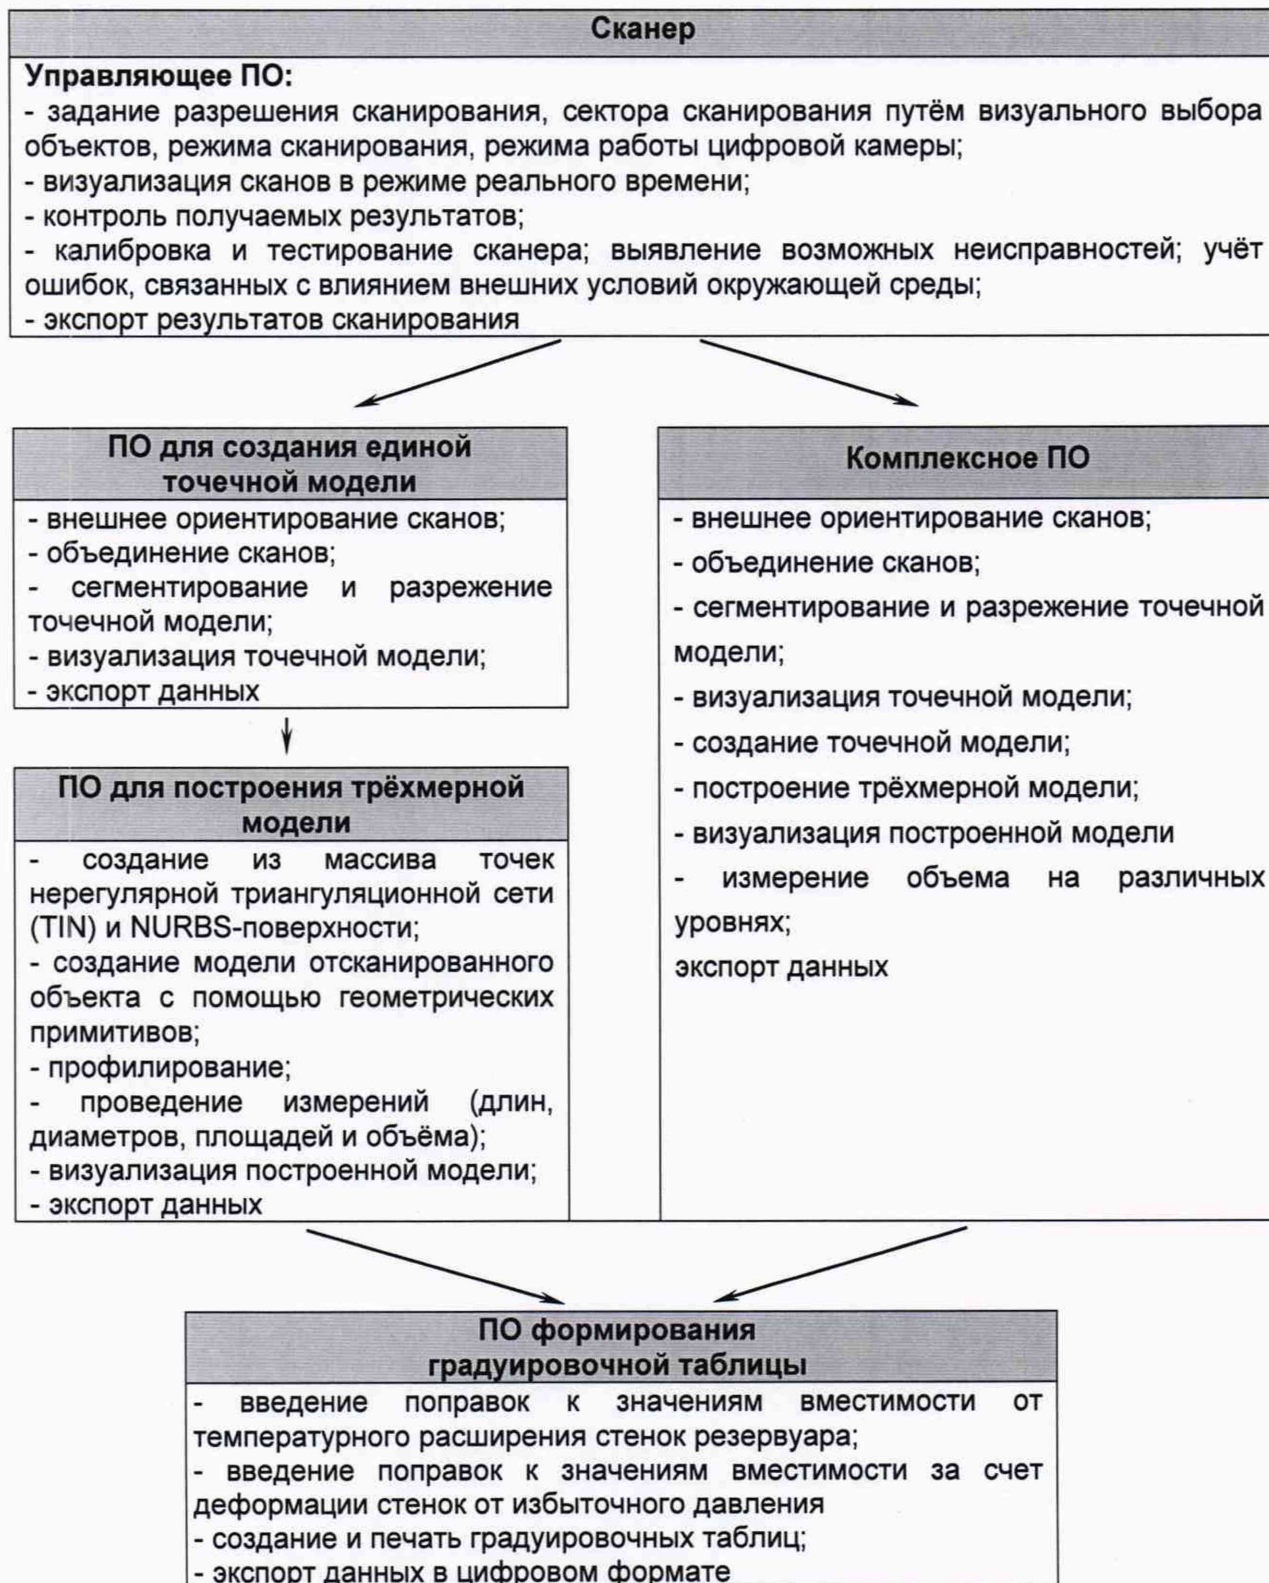 Сканер
Управляющее ПО:
- задание разрешения сканирования, сектора сканирования путём визуального выбора
объектов, режима сканирования, режима работы цифровой камеры;
- визуализация сканов в режиме реального времени;
- контроль получаемых результатов;
- калибровка и тестирование сканера; выявление возможных неисправностей; учёт
ошибок, связанных с влиянием внешних условий окружающей среды;
- экспорт результатов сканирования
ПО для создания единой
точечной модели
- внешнее ориентирование сканов;
- объединение сканов;
- сегментирование и разрежение
точечной модели;
- визуализация точечной модели;
- экспорт данных
ПО для построения трёхмерной
модели
- создание из массива точек
нерегулярной триангуляционной сети
(TIN) и NURBS-поверхности;
- создание модели отсканированного
объекта с помощью геометрических
примитивов;
- профилирование;
- проведение измерений (длин,
диаметров, площадей и объёма);
- визуализация построенной модели;
- экспорт данных
Комплексное ПО
- внешнее ориентирование сканов;
- объединение сканов;
- сегментирование и разрежение точечной
модели;
- визуализация точечной модели;
- создание точечной модели;
- построение трёхмерной модели;
- визуализация построенной модели
- измерение объема на различных
уровнях;
экспорт данных
ПО формирования
градуировочной таблицы
- введение поправок к значениям вместимости от
температурного расширения стенок резервуара;
- введение поправок к значениям вместимости за счет
деформации стенок от избыточного давления
- создание и печать градуировочных таблиц;
- экспорт данных в цифровом формате